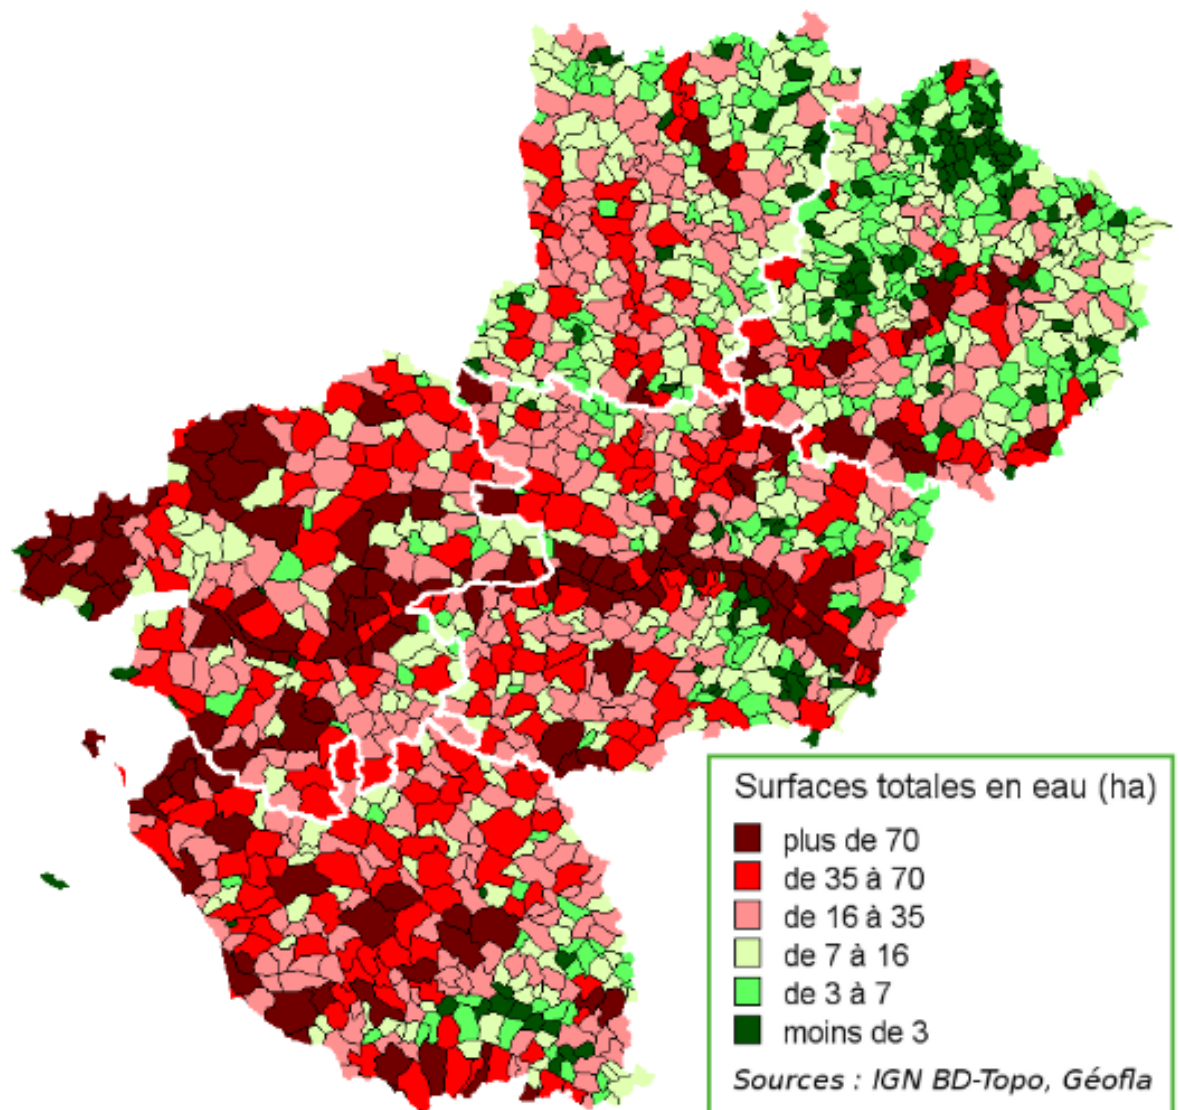 Surfaces totales en eau (ha)
plus de 70
de 35 à 70
de 16 à 35
de 7 à 16
de 3 à 7
moins de 3
Sources : IGN BD-Topo, Géofla